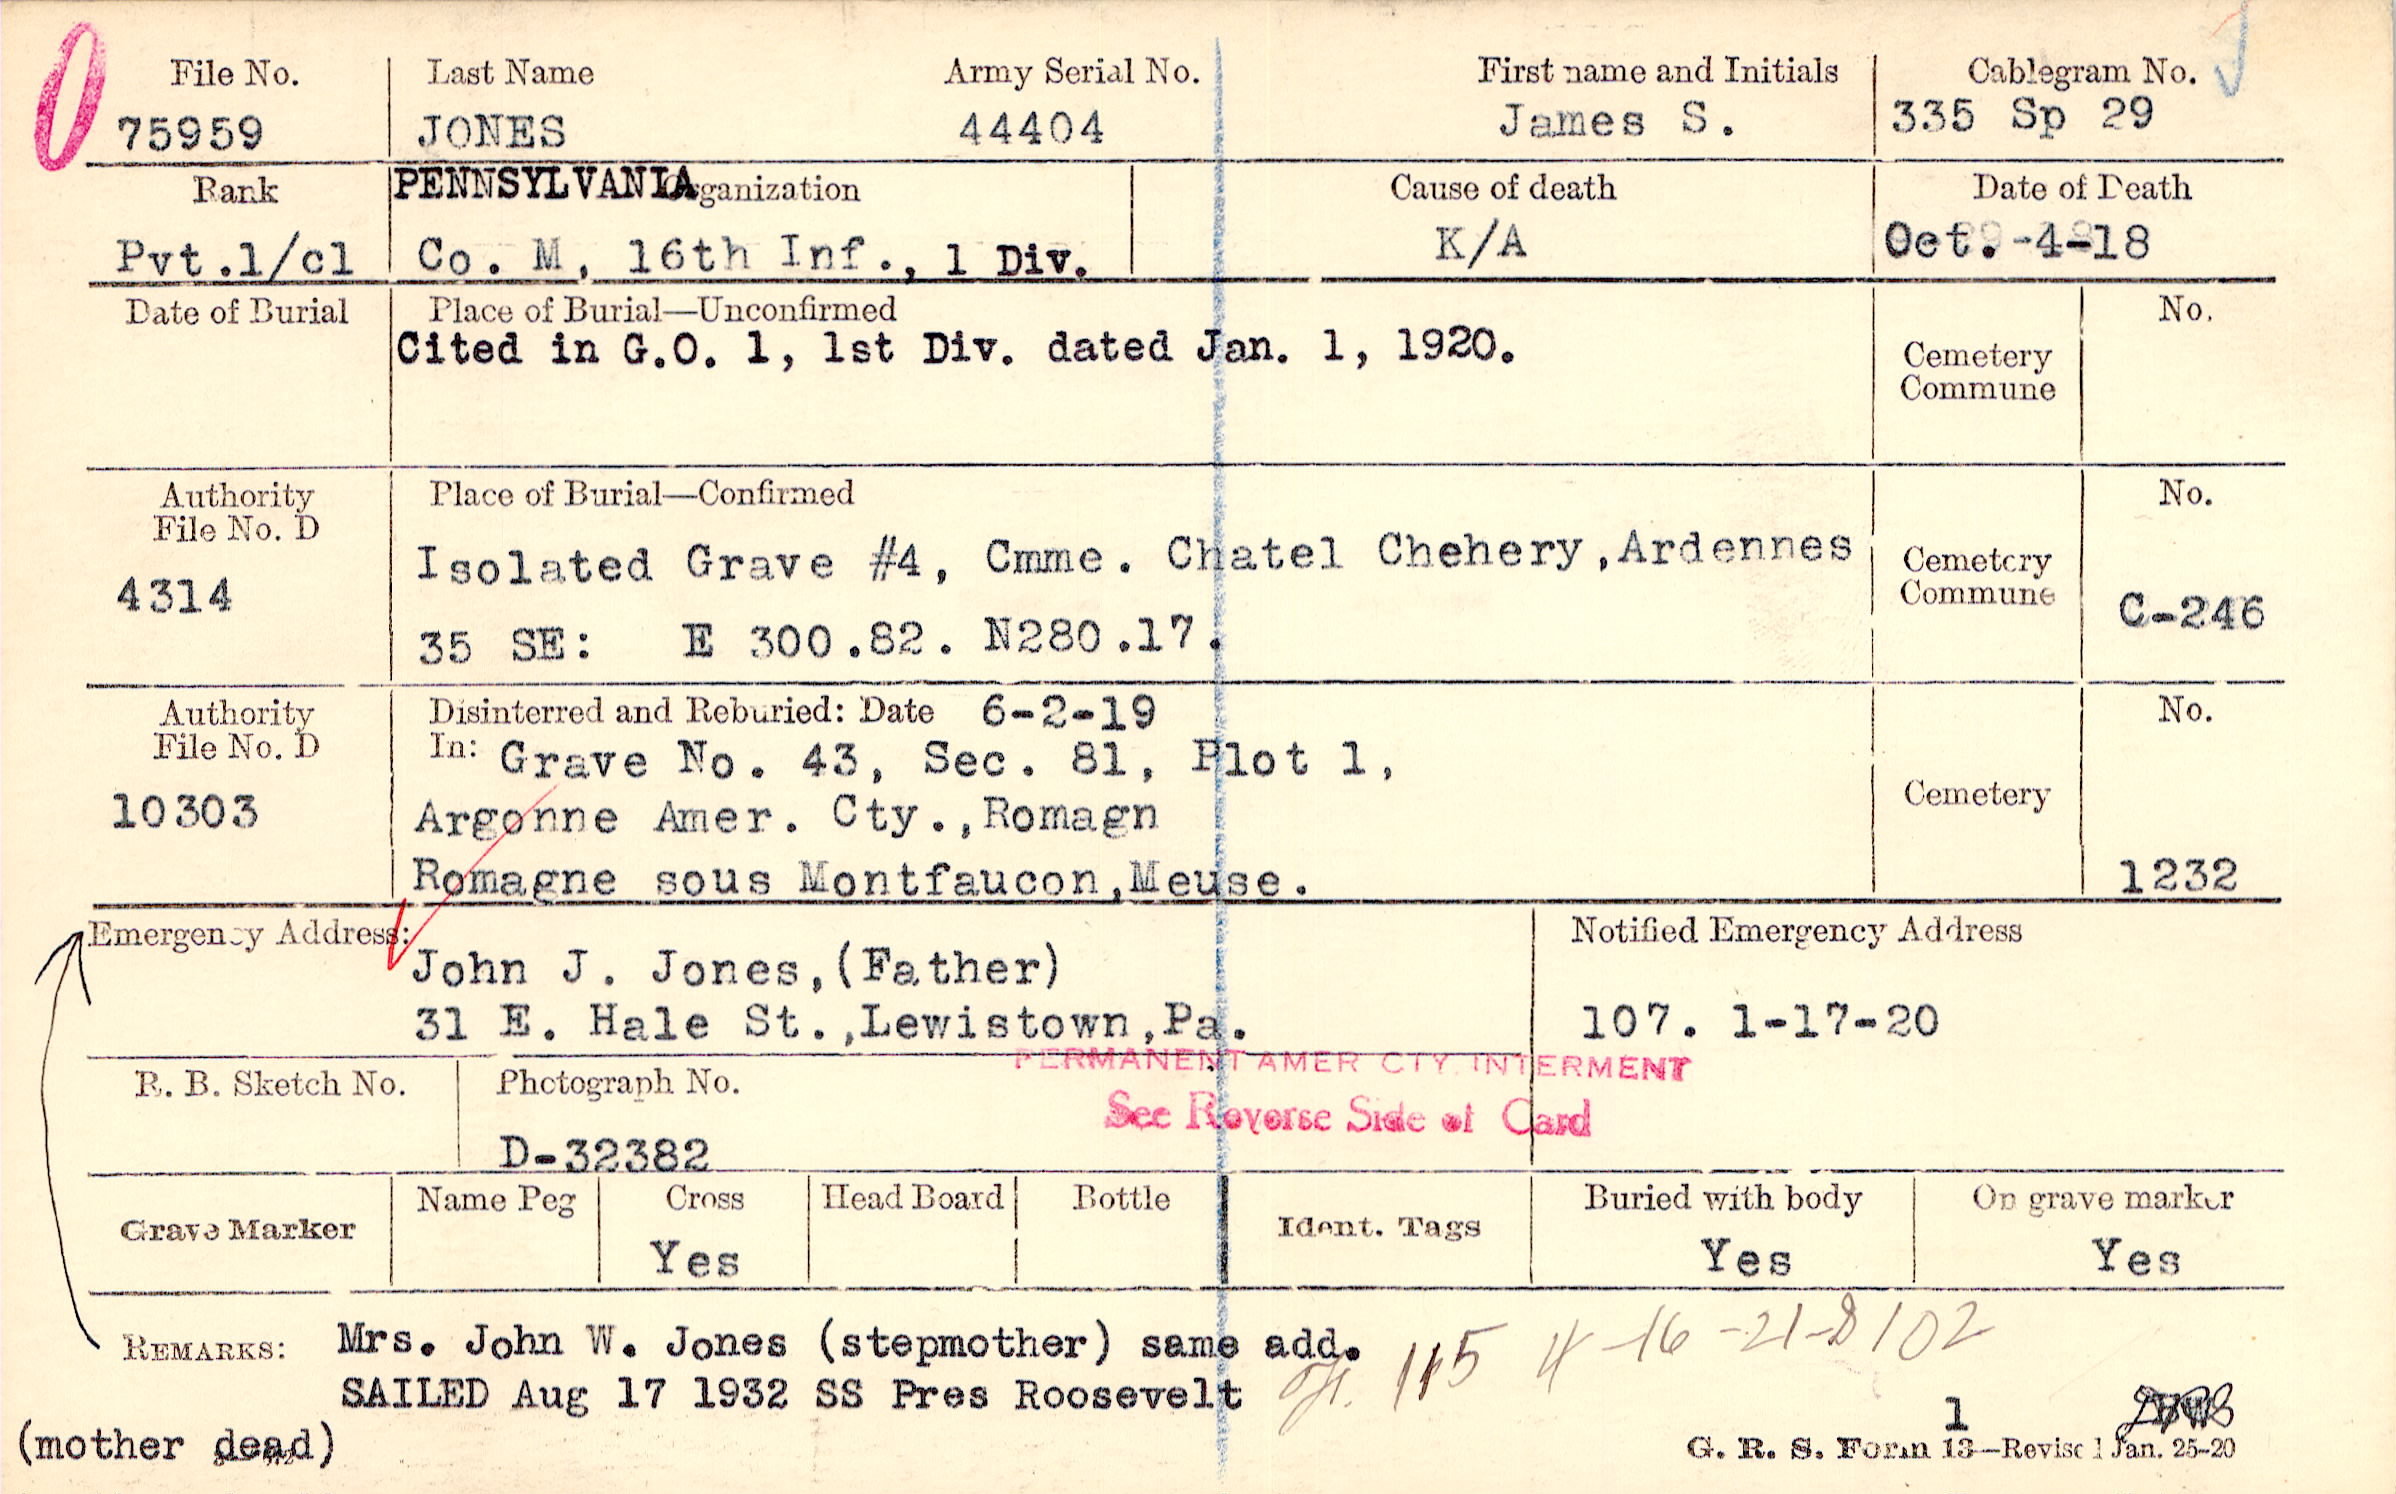 File No. Last Name Army Serial No. First name and Initials Cablegram No.
75959 JONES 44404 James S. 335 Sp 29
Rank PENNSYLVANIA Organization Cause of death Date of Death
Pvt.1/cl Co. M, 16th Inf., 1 Div. K/A Oct. -4-18
Date of Burial Place of Burial—Unconfirmed No.
Cited in G.O. 1, 1st Div. dated Jan. 1, 1920.
Cemetery
Commune
Authority Place of Burial—Confirmed No.
File No. D
Isolated Grave #4, Cmme. Chatel Chehery,Ardennes Cemetery
4314 Commune C-246
35 SE: E 300.82. N280.17.
Authority Disinterred and Reburied: Date 6-2-19 No.
File No. D In: Grave No. 43, Sec. 81, Plot 1,
10303 Argonne Amer. Cty.,Romagn Cemetery
Romagne sous Montfaucon,Meuse. 1232
Emergency Address: Notified Emergency Address
John J. Jones,(Father)
31 E. Hale St.,Lewistown,Pa. 107. 1-17-20
PERMANENT AMER CTY. INTERMENT
R. B. Sketch No. Photograph No.
See Reverse Side of Card
D-32382
Grave Marker Name Peg Cross Head Board Bottle Ident. Tags Buried with body On grave marker
Yes Yes Yes
REMARKS: Mrs. John W. Jones (stepmother) same add. 115 4-16-21-8102
SAILED Aug 17 1932 SS Pres Roosevelt
1
(mother dead) G. R. S. Form 13—Revised Jan. 25-20